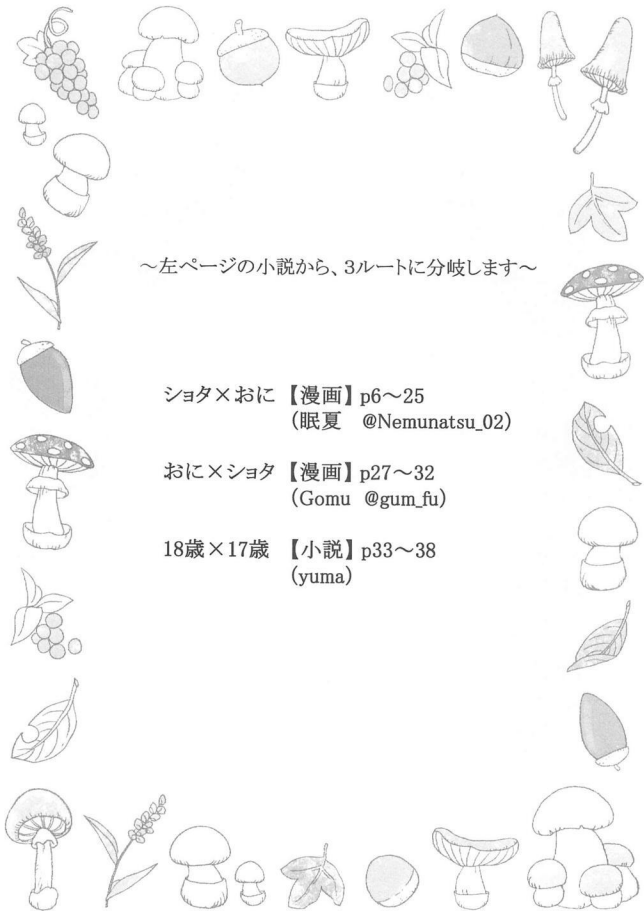 ～左ページの小説から、3ルートに分岐します～
ショタ×おに 【漫画】 p6～25
(眠夏 @Nemunatsu_02)
おに×ショタ 【漫画】 p27～32
(Gomu @gum_fu)
18歳×17歳 【小説】 p33～38
(yuma)